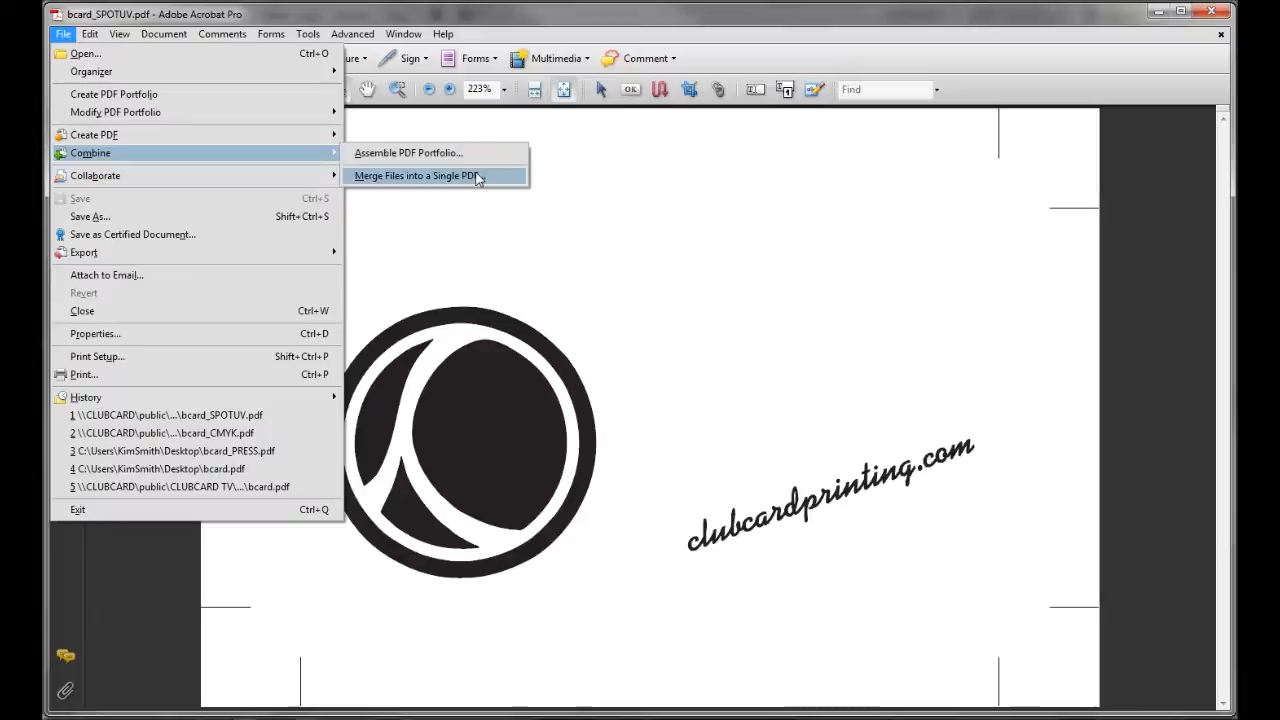 bcard_SPOTUV.pdf - Adobe Acrobat Pro
File Edit View Document Comments Forms Tools Advanced Window Help
ure Sign Forms Multimedia Comment
OK 223% Find
Open... Ctrl+O
Organizer
Create PDF Portfolio
Modify PDF Portfolio
Create PDF
Combine
Assemble PDF Portfolio...
Merge Files into a Single PDF...
Collaborate
Save Ctrl+S
Save As... Shift+Ctrl+S
Save as Certified Document...
Export
Attach to Email...
Revert
Close Ctrl+W
Properties... Ctrl+D
Print Setup... Shift+Ctrl+P
Print... Ctrl+P
History
1 \\CLUBCARD\public\...\bcard_SPOTUV.pdf
2 \\CLUBCARD\public\...\bcard_CMYK.pdf
3 C:\Users\KimSmith\Desktop\bcard_PRESS.pdf
4 C:\Users\KimSmith\Desktop\bcard.pdf
5 \\CLUBCARD\public\CLUBCARD TV\...\bcard.pdf
Exit Ctrl+Q
clubcardprinting.com